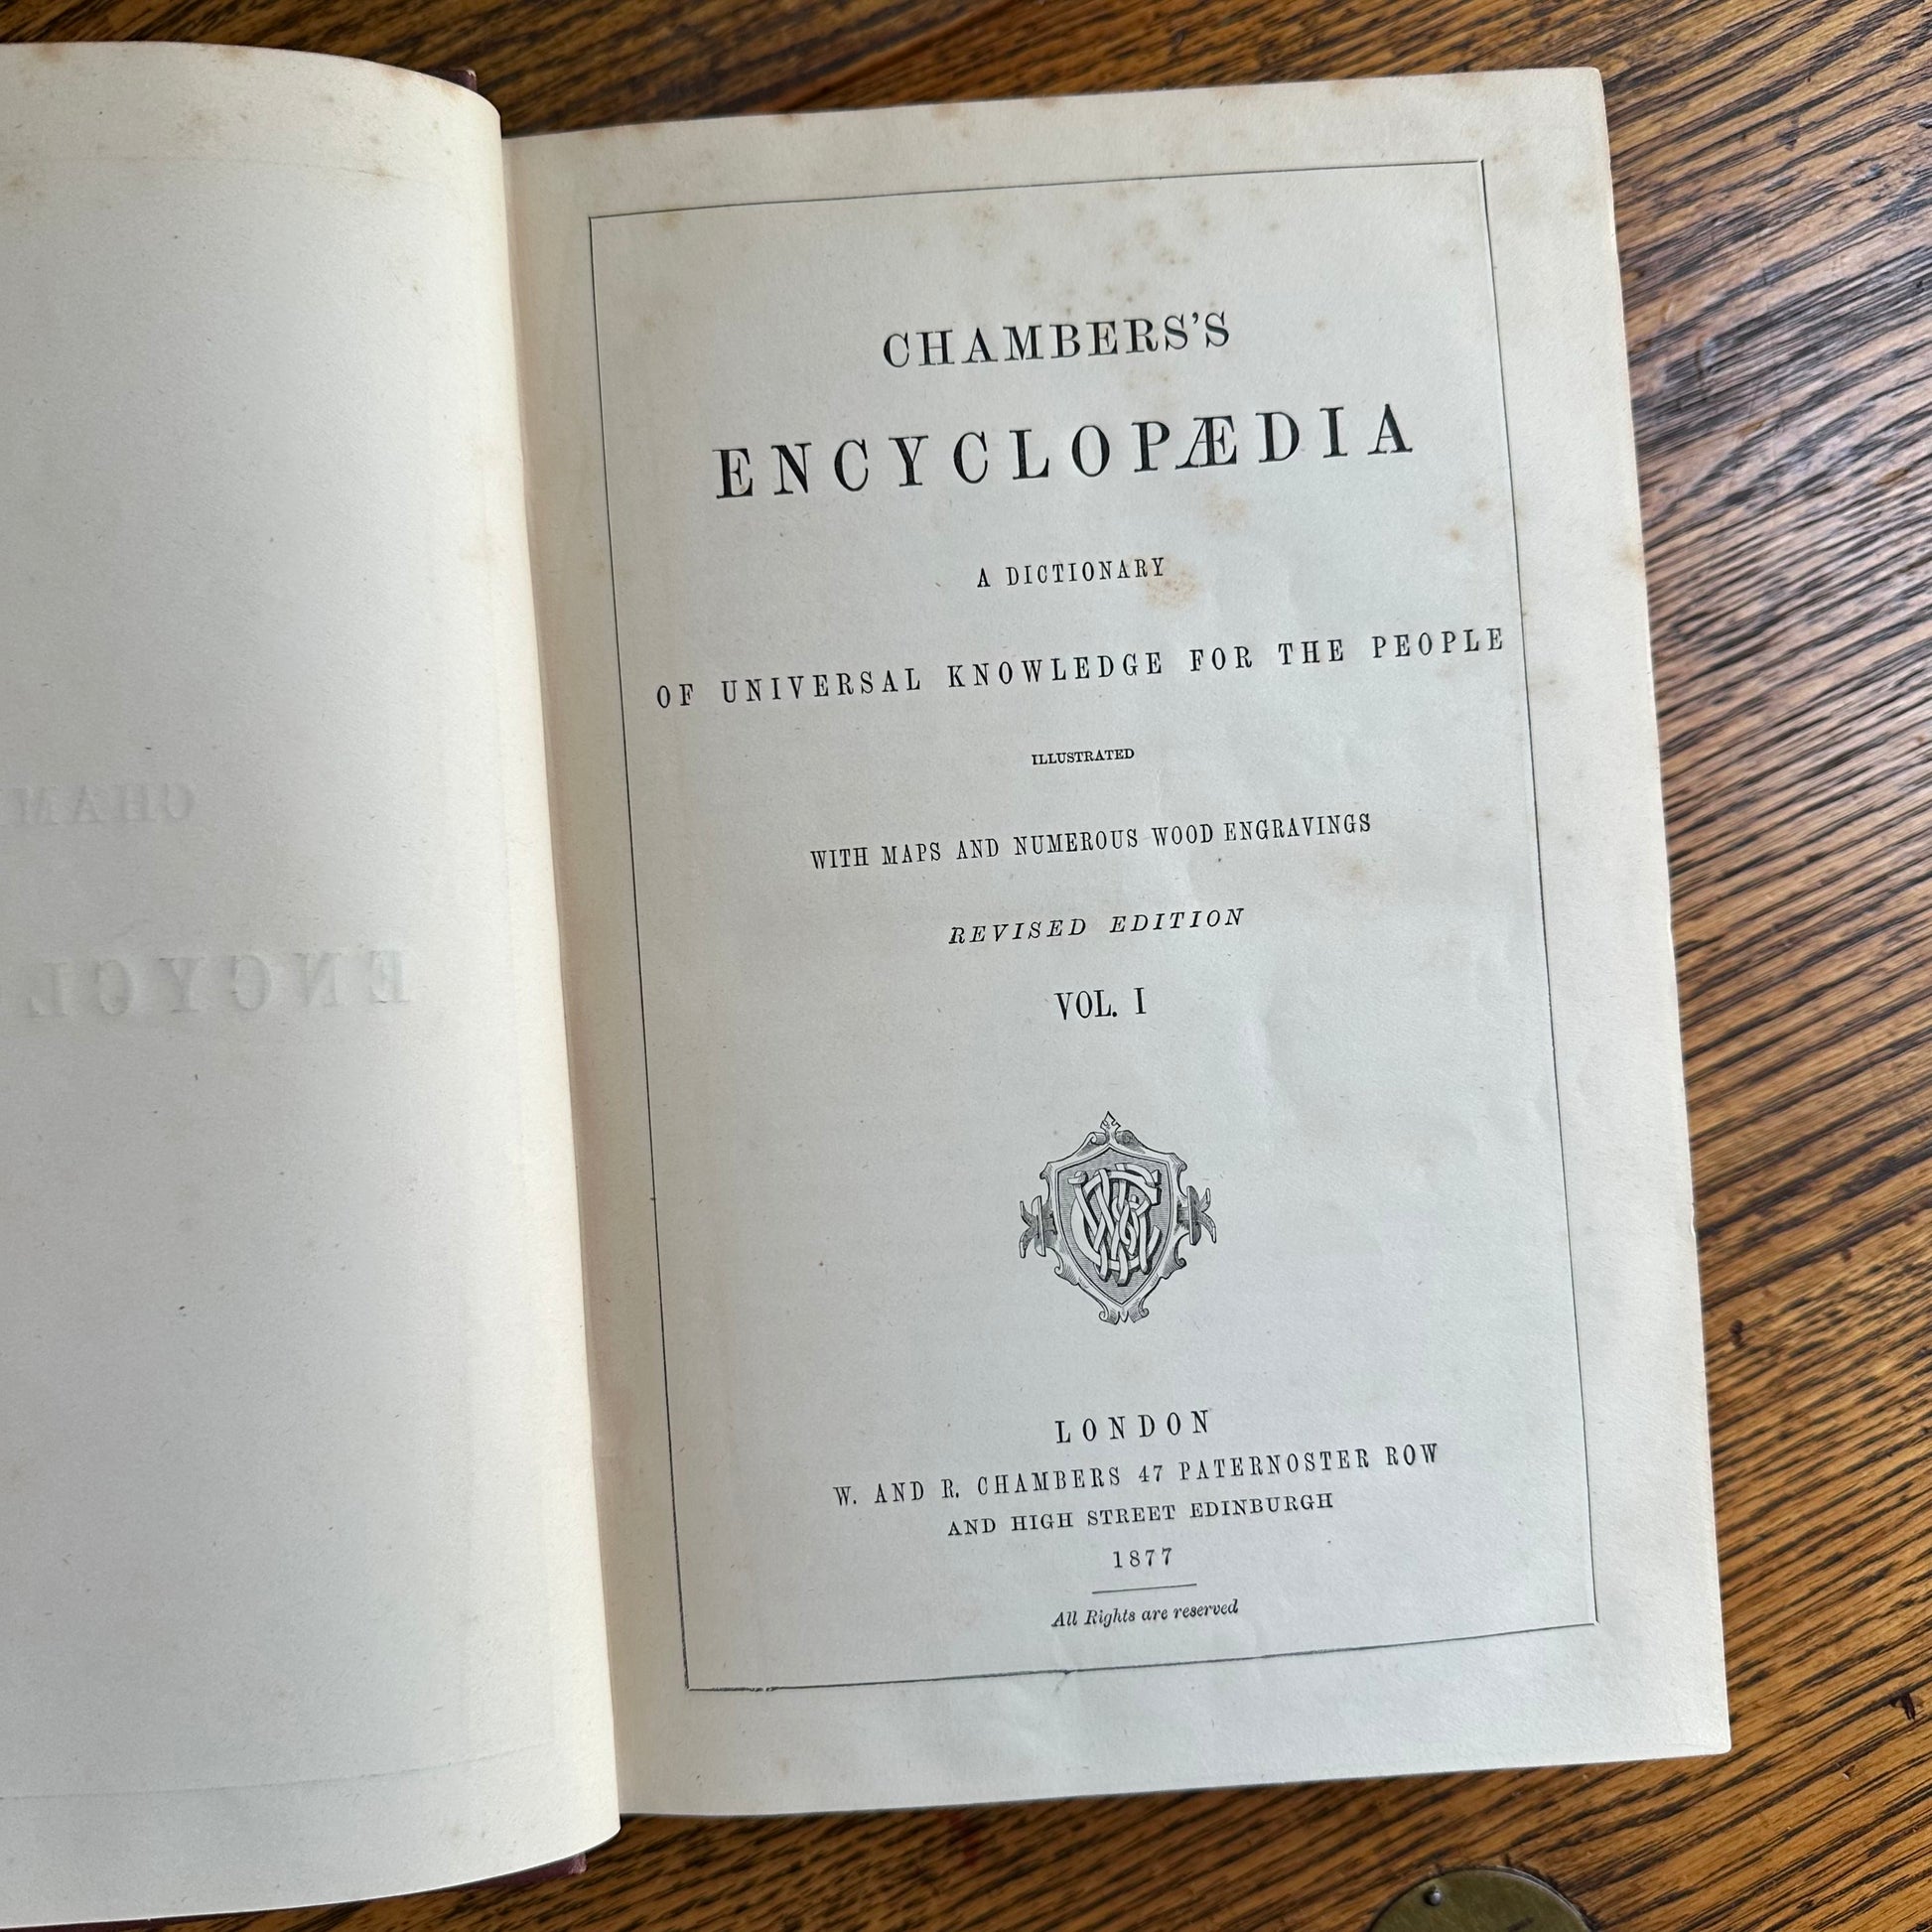 CHAMBERS'S
ENCYCLOPÆDIA
A DICTIONARY
OF UNIVERSAL KNOWLEDGE FOR THE PEOPLE
ILLUSTRATED
WITH MAPS AND NUMEROUS WOOD ENGRAVINGS
REVISED EDITION
VOL. I
LONDON
W. AND R. CHAMBERS 47 PATERNOSTER ROW
AND HIGH STREET EDINBURGH
1877
All Rights are reserved